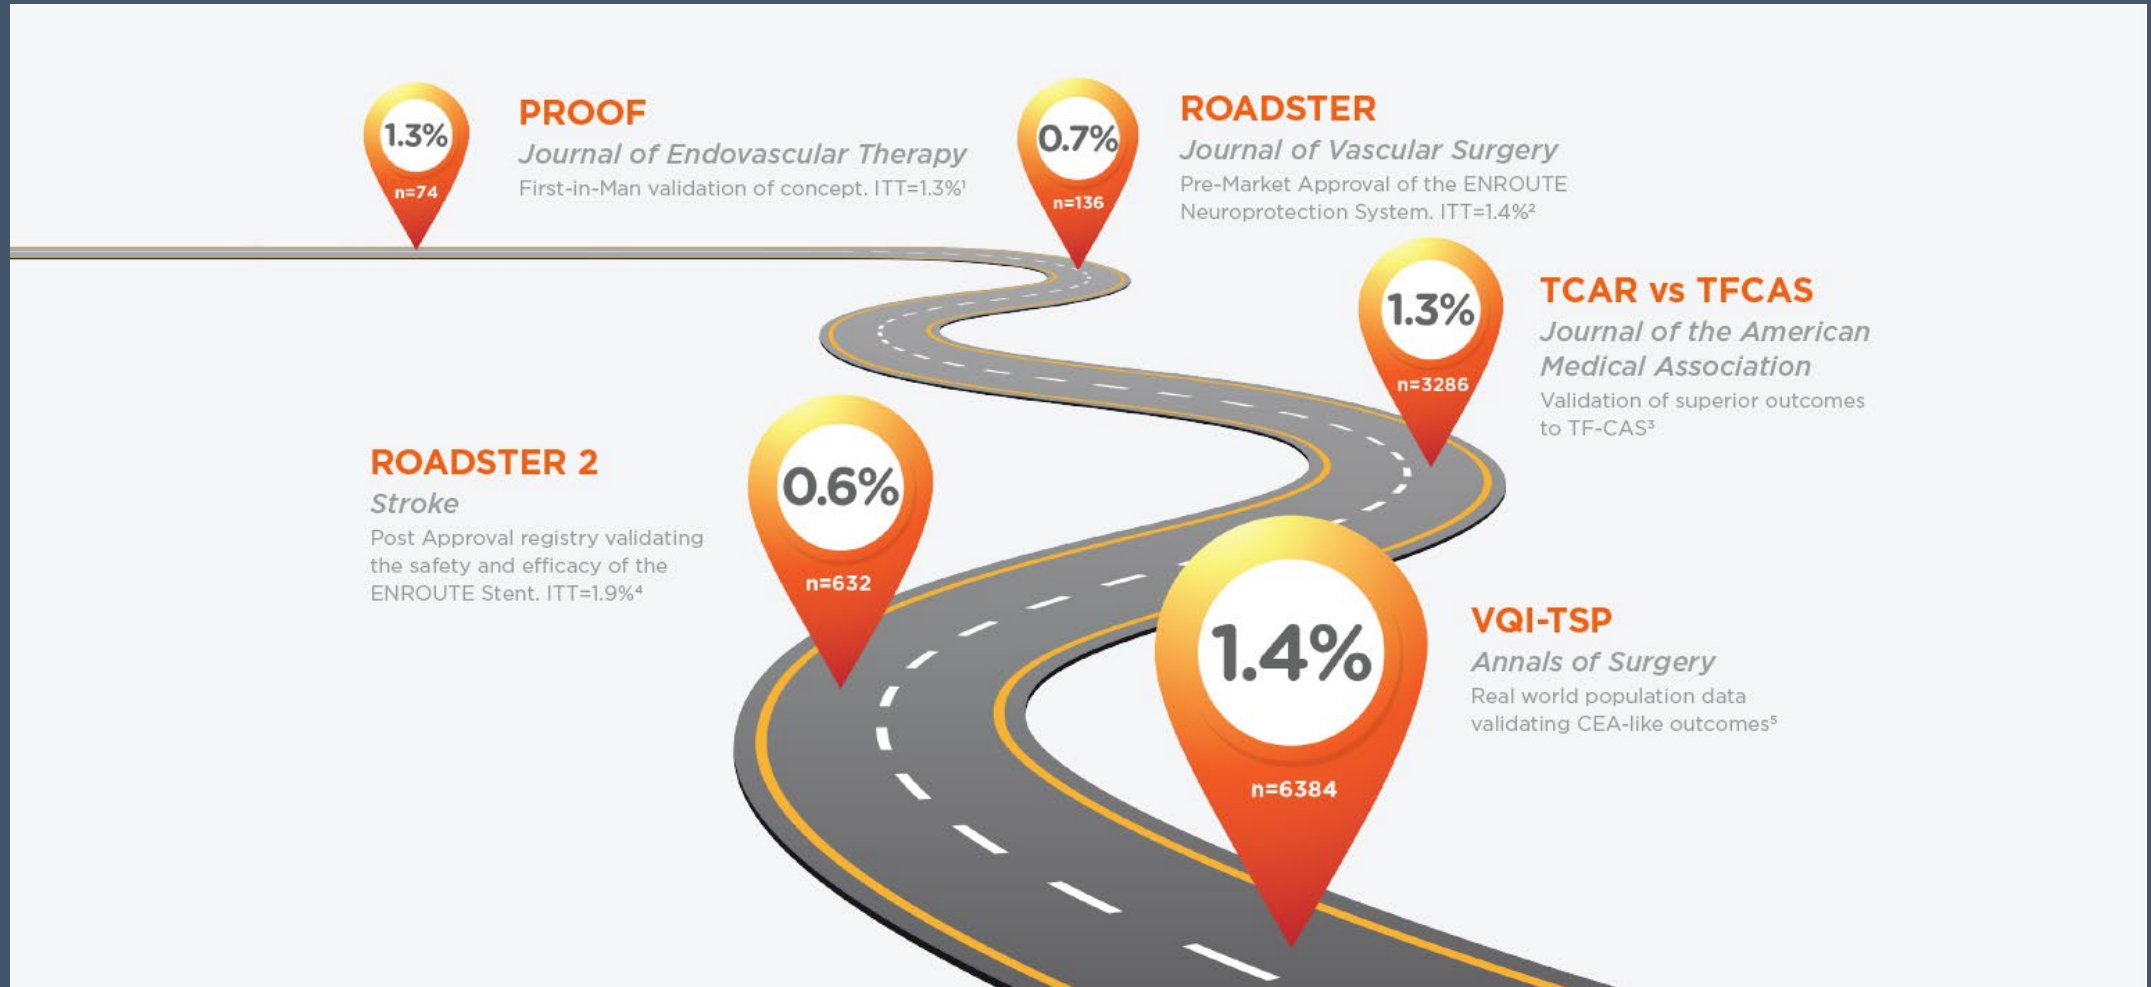 1.3%
n=74
PROOF
Journal of Endovascular Therapy
First-in-Man validation of concept. ITT=1.3%¹
0.7%
n=136
ROADSTER
Journal of Vascular Surgery
Pre-Market Approval of the ENROUTE
Neuroprotection System. ITT=1.4%²
1.3%
n=3286
TCAR vs TFCAS
Journal of the American
Medical Association
Validation of superior outcomes
to TF-CAS³
ROADSTER 2
Stroke
Post Approval registry validating
the safety and efficacy of the
ENROUTE Stent. ITT=1.9%⁴
0.6%
n=632
1.4%
n=6384
VQI-TSP
Annals of Surgery
Real world population data
validating CEA-like outcomes⁵